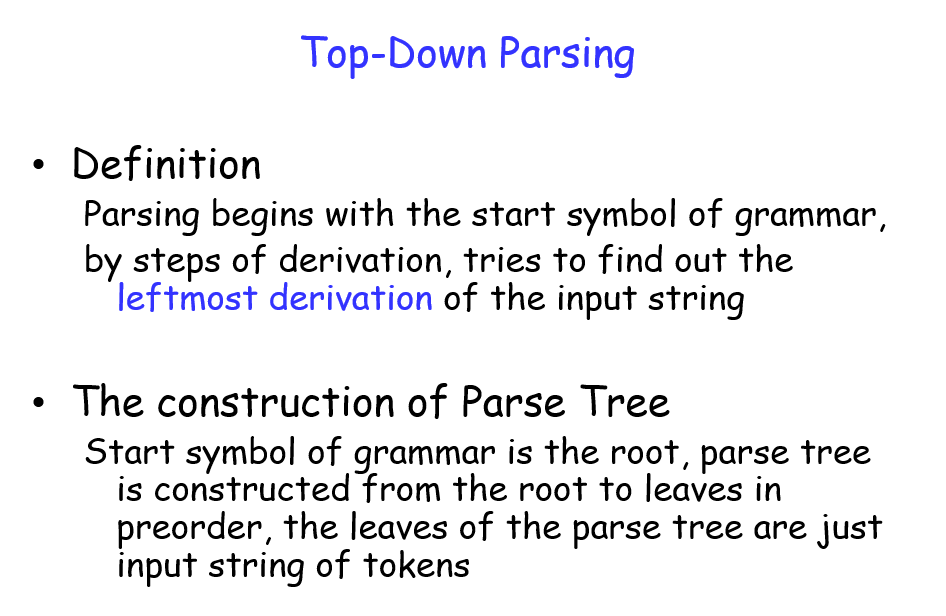 Top-Down Parsing
• Definition
Parsing begins with the start symbol of grammar,
by steps of derivation, tries to find out the
leftmost derivation of the input string
• The construction of Parse Tree
Start symbol of grammar is the root, parse tree
is constructed from the root to leaves in
preorder, the leaves of the parse tree are just
input string of tokens